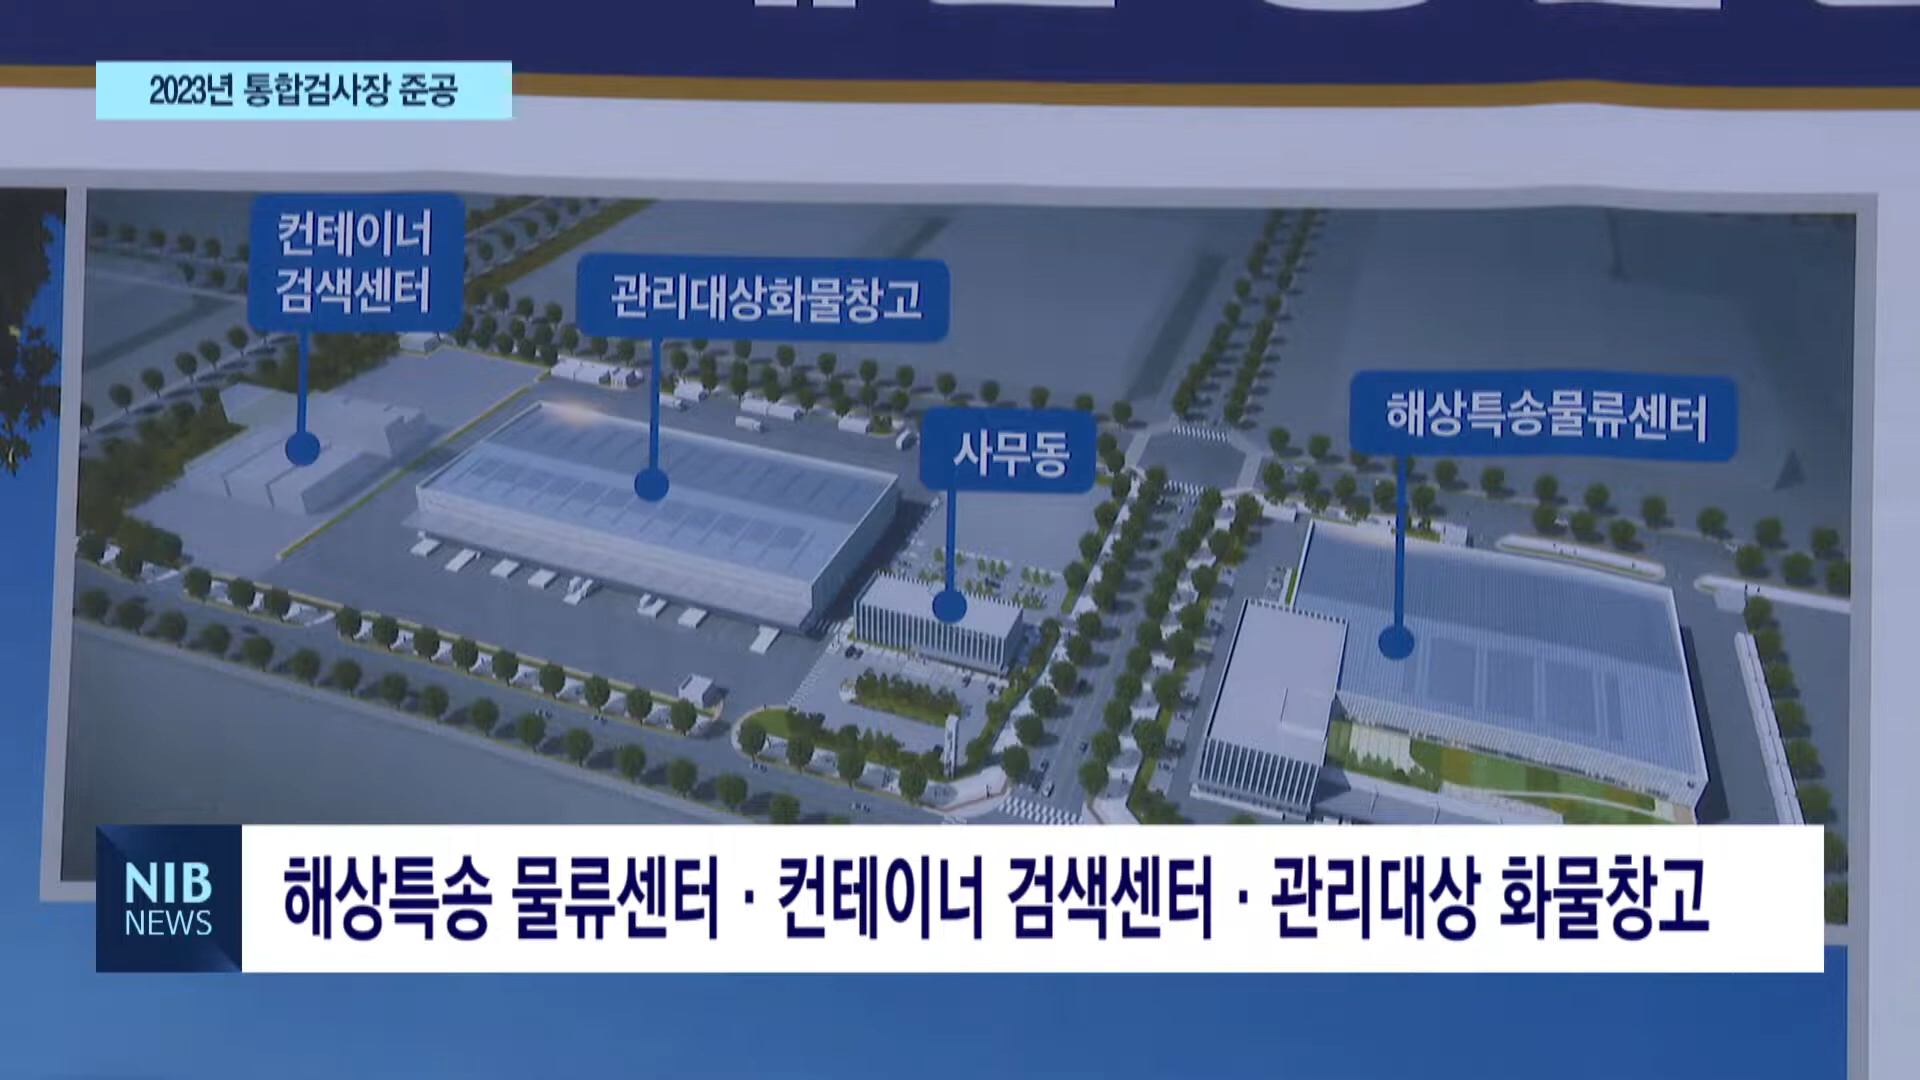 2023년 통합검사장 준공
컨테이너
검색센터
관리대상화물창고
사무동
해상특송물류센터
NIB
NEWS
해상특송 물류센터 · 컨테이너 검색센터 · 관리대상 화물창고